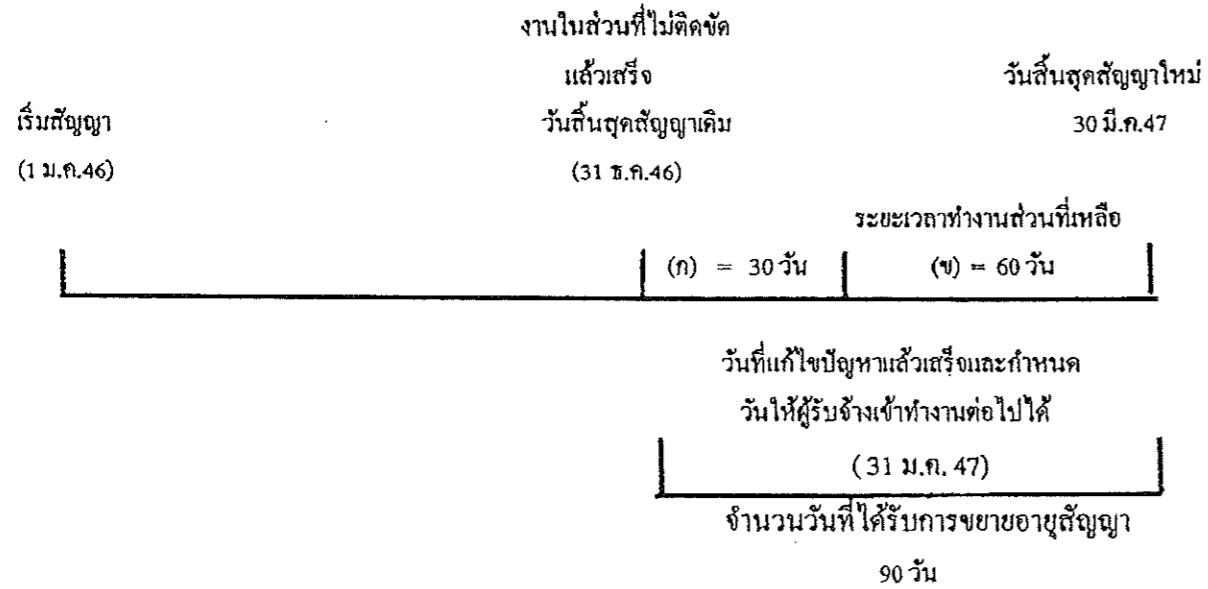 งานในส่วนที่ไม่ติดขัด
แล้วเสร็จ
วันสิ้นสุดสัญญาใหม่
เริ่มสัญญา
วันสิ้นสุดสัญญาเดิม
30 มี.ค.47
(1 ม.ค.46)
(31 ธ.ค.46)
ระยะเวลาทำงานส่วนที่เหลือ
(ก) = 30 วัน
(ข) = 60 วัน
วันที่แก้ไขปัญหาแล้วเสร็จและกำหนด
วันให้ผู้รับจ้างเข้าทำงานต่อไปได้
(31 ม.ค. 47)
จำนวนวันที่ได้รับการขยายอายุสัญญา
90 วัน